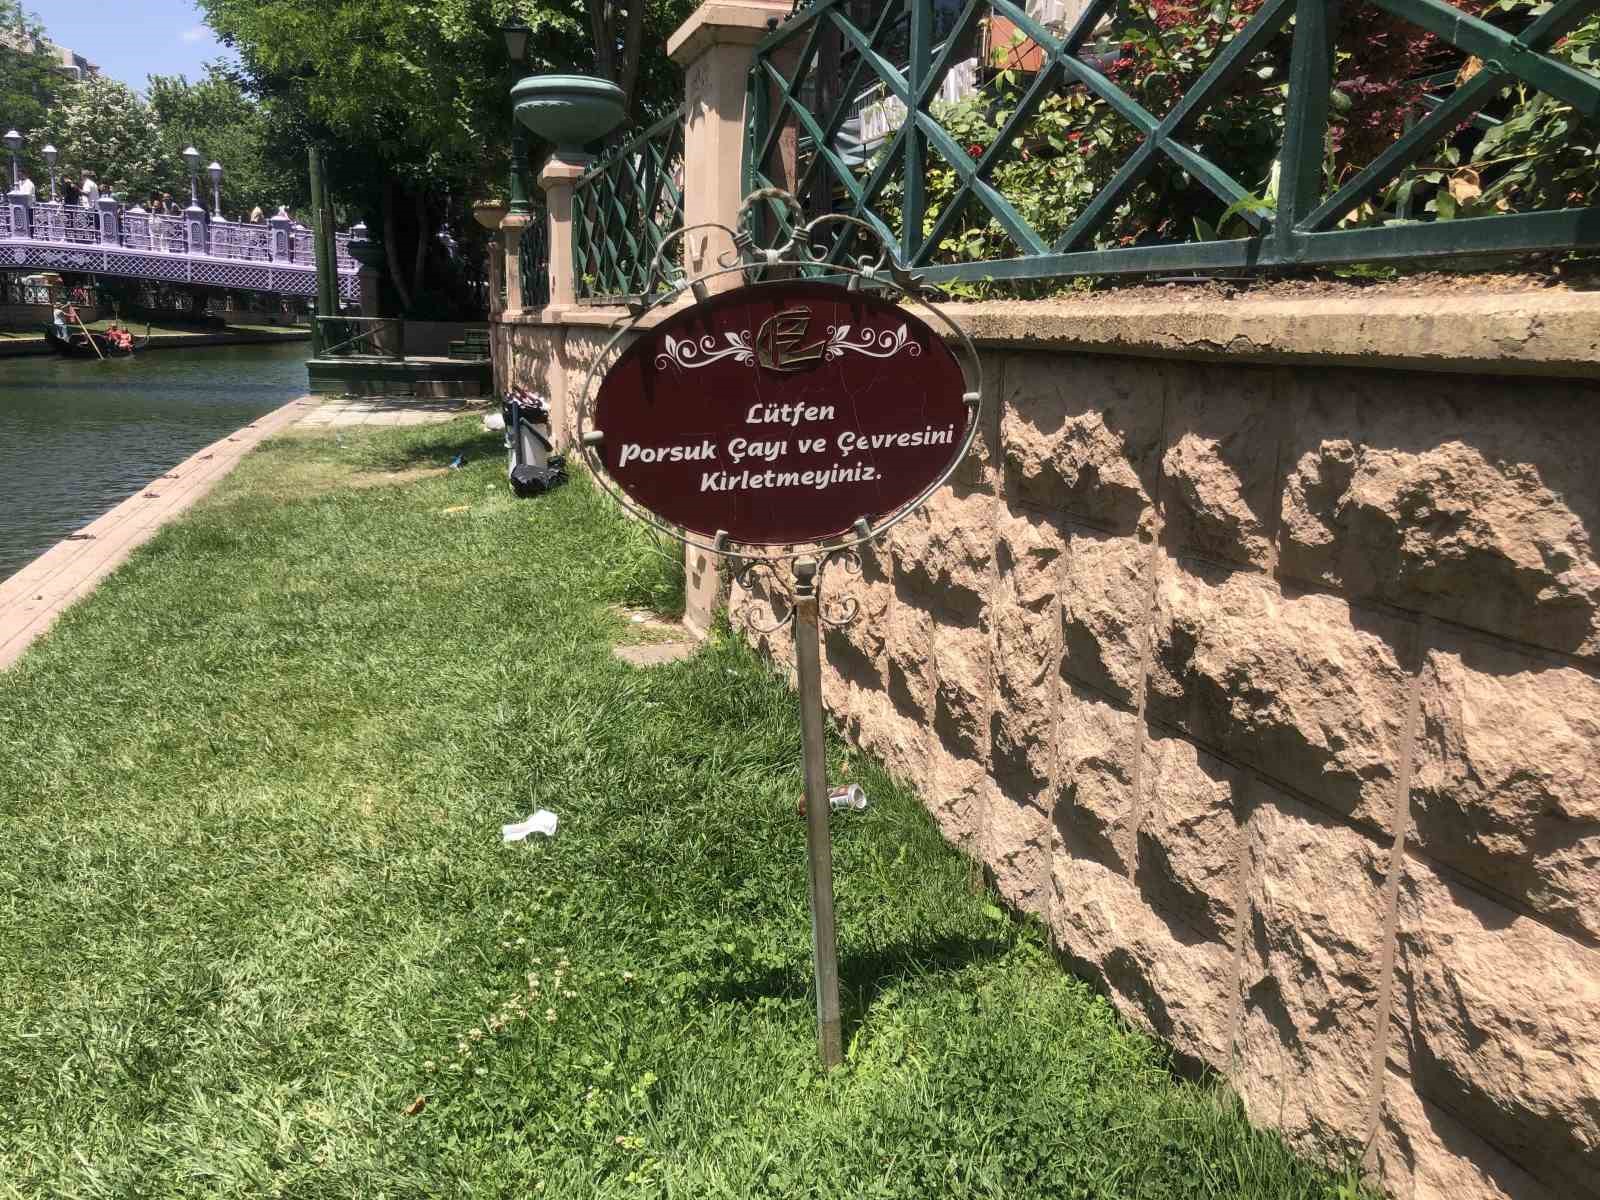 Lütfen
Porsuk Çayı ve Çevresini
Kirletmeyiniz.